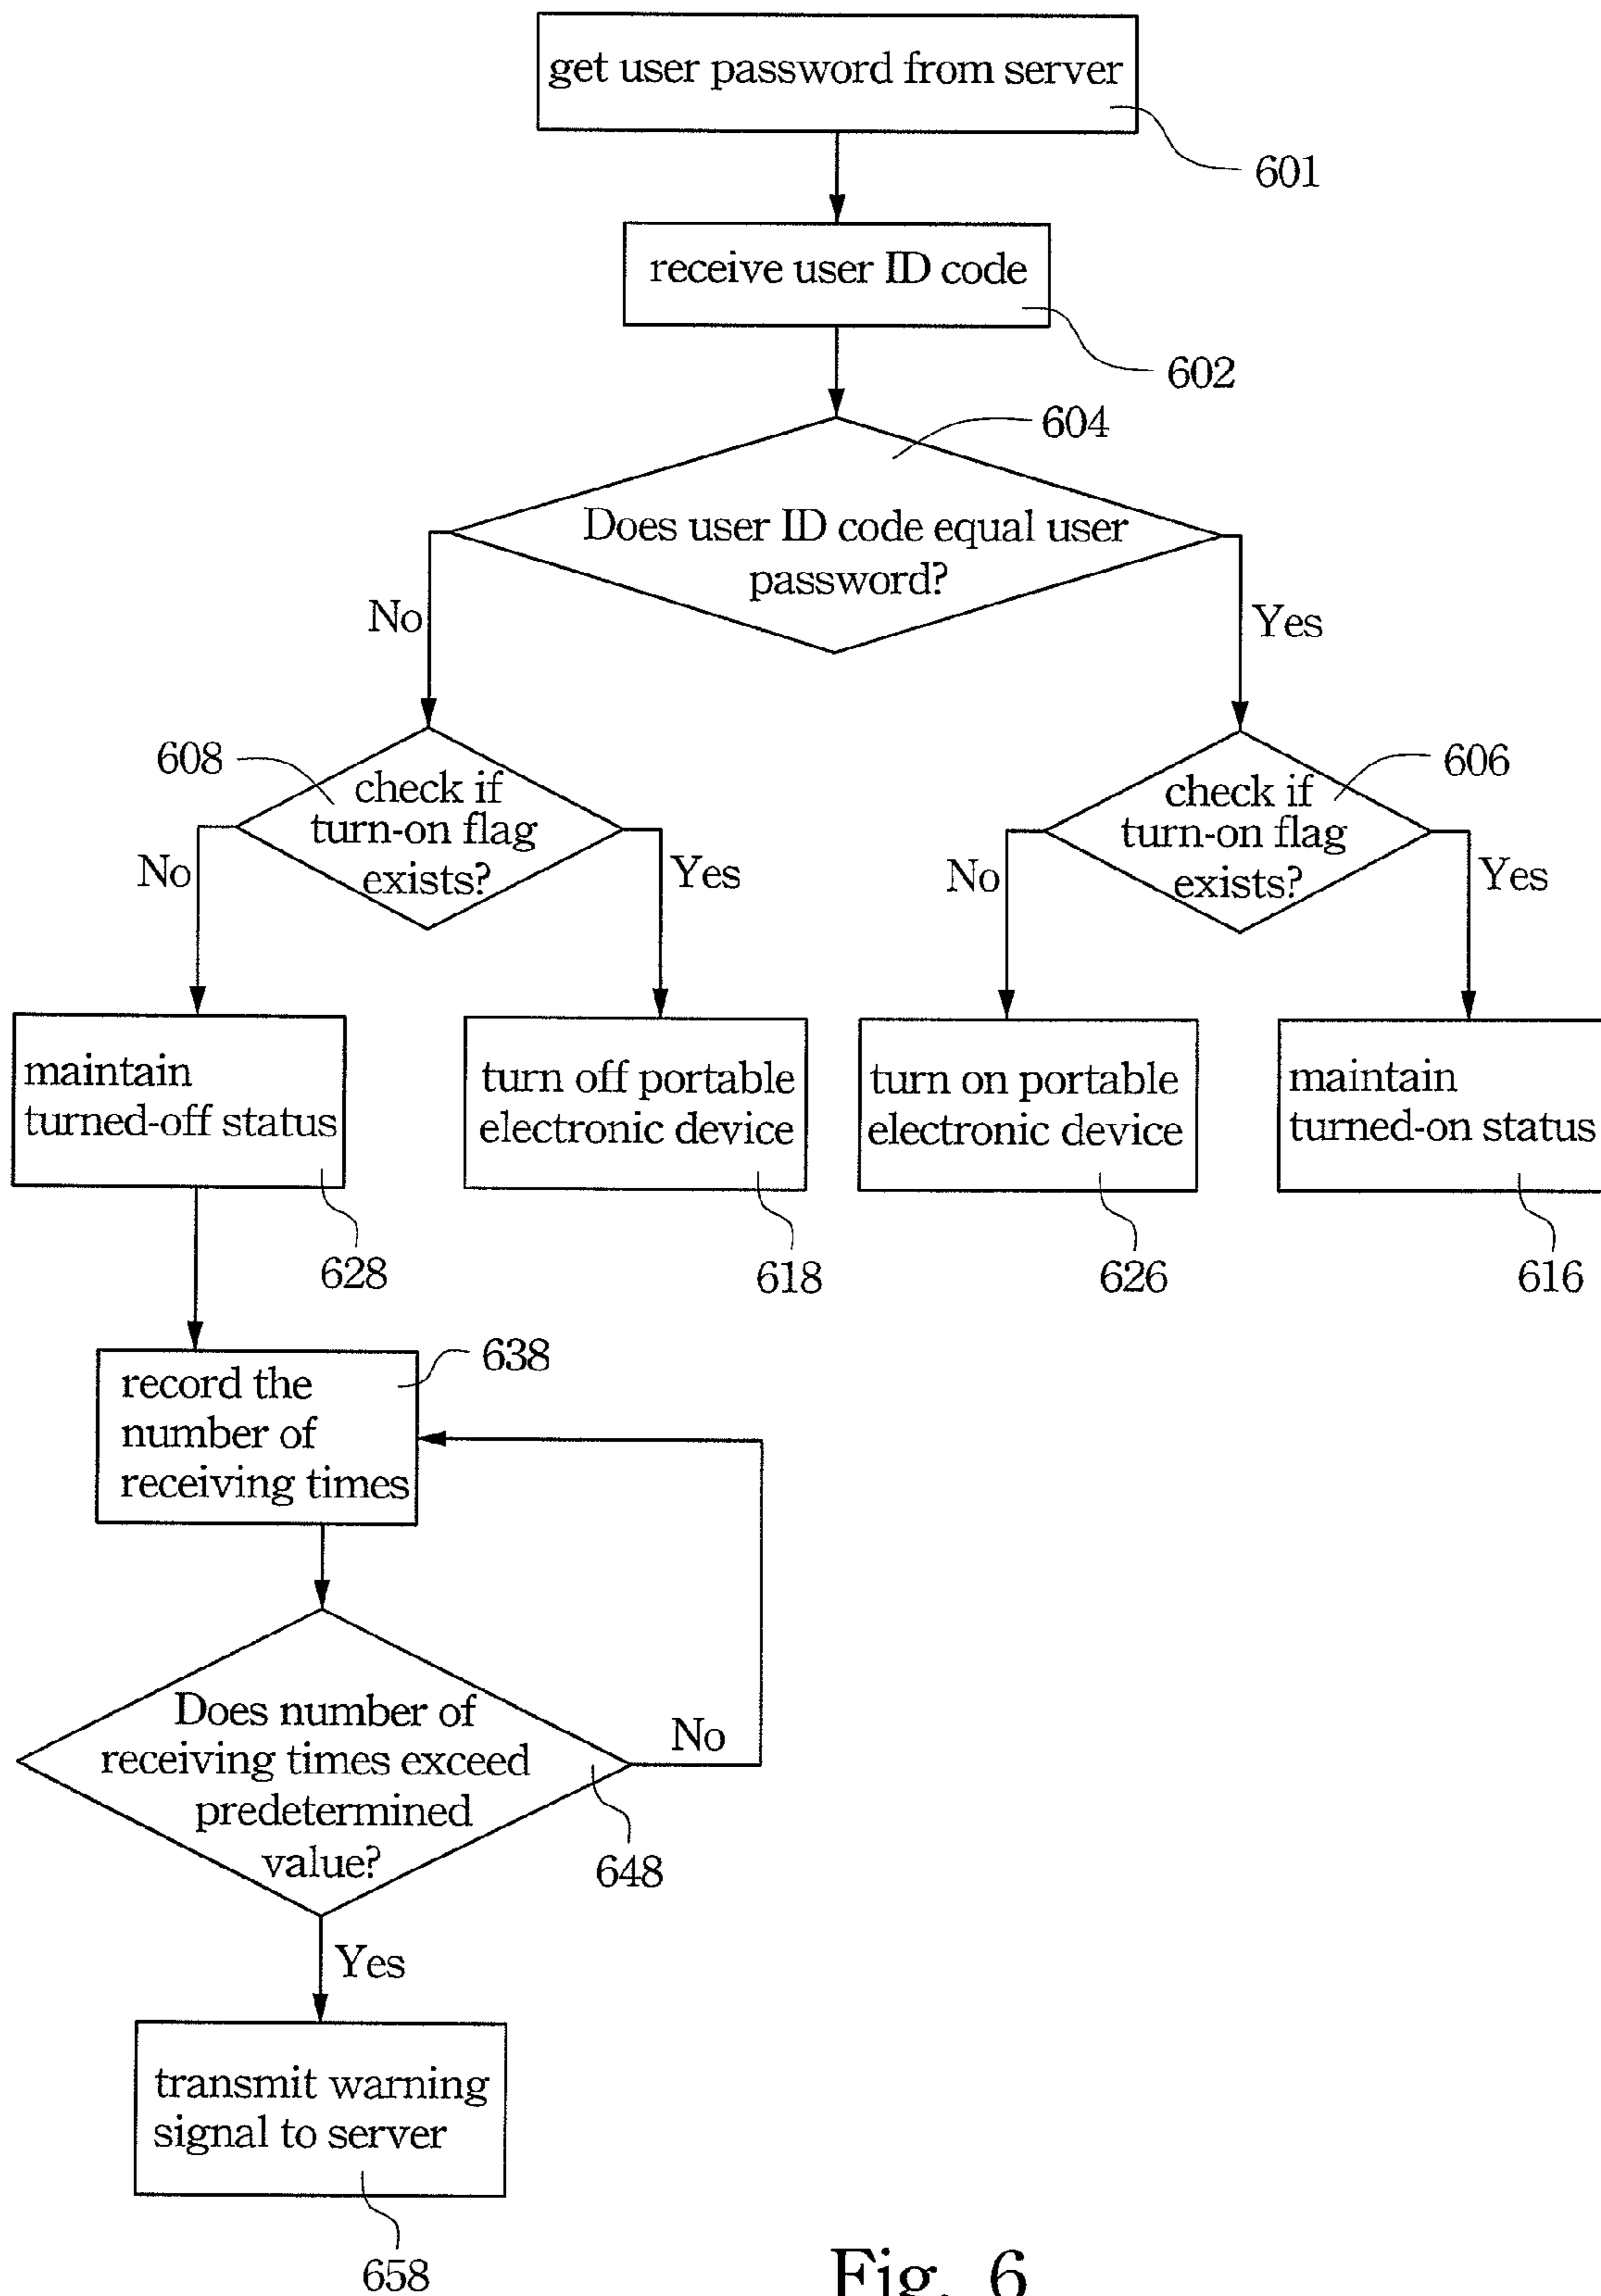 get user password from server
601
receive user ID code
602
604
Does user ID code equal user
password?
No
Yes
608
check if
turn-on flag
exists?
No
Yes
606
check if
turn-on flag
exists?
No
Yes
maintain
turned-off status
628
turn off portable
electronic device
618
turn on portable
electronic device
626
maintain
turned-on status
616
638
record the
number of
receiving times
Does number of
receiving times exceed
predetermined
value?
No
648
Yes
transmit warning
signal to server
658
Fig. 6